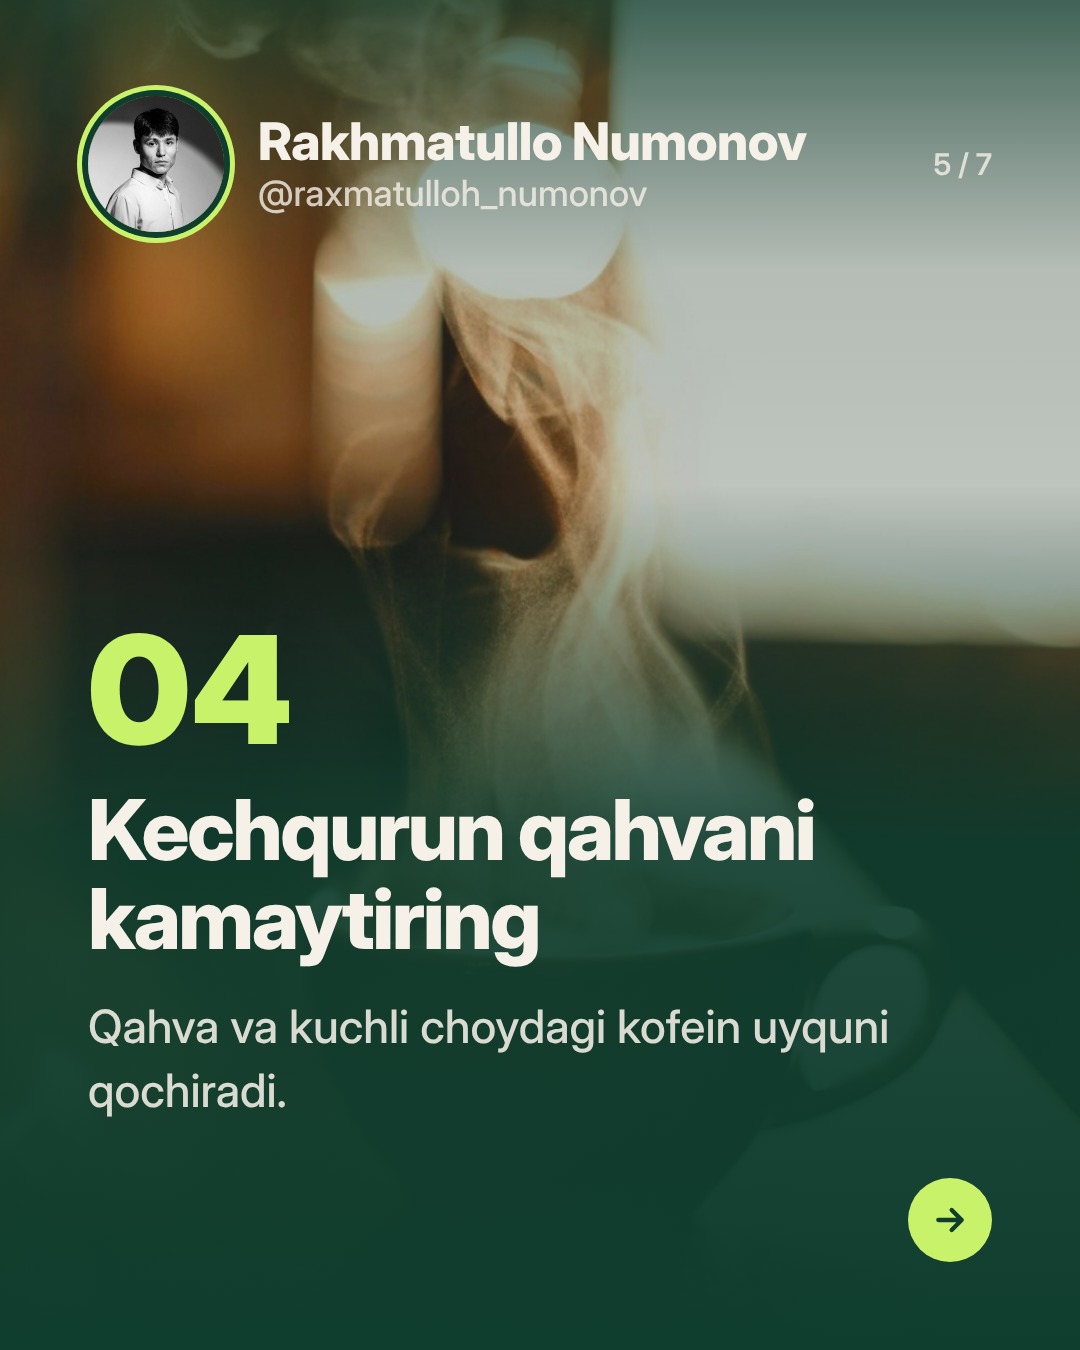 Rakhmatullo Numonov
@raxmatulloh_numonov
5 / 7
04
Kechqurun qahvani
kamaytiring
Qahva va kuchli choydagi kofein uyquni
qochiradi.